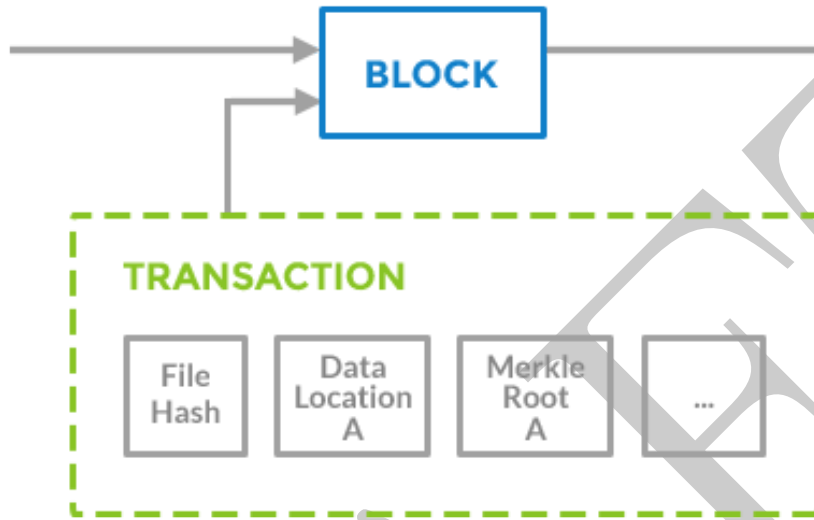 BLOCK
TRANSACTION
File
Hash
Data
Location
A
Merkle
Root
A
...